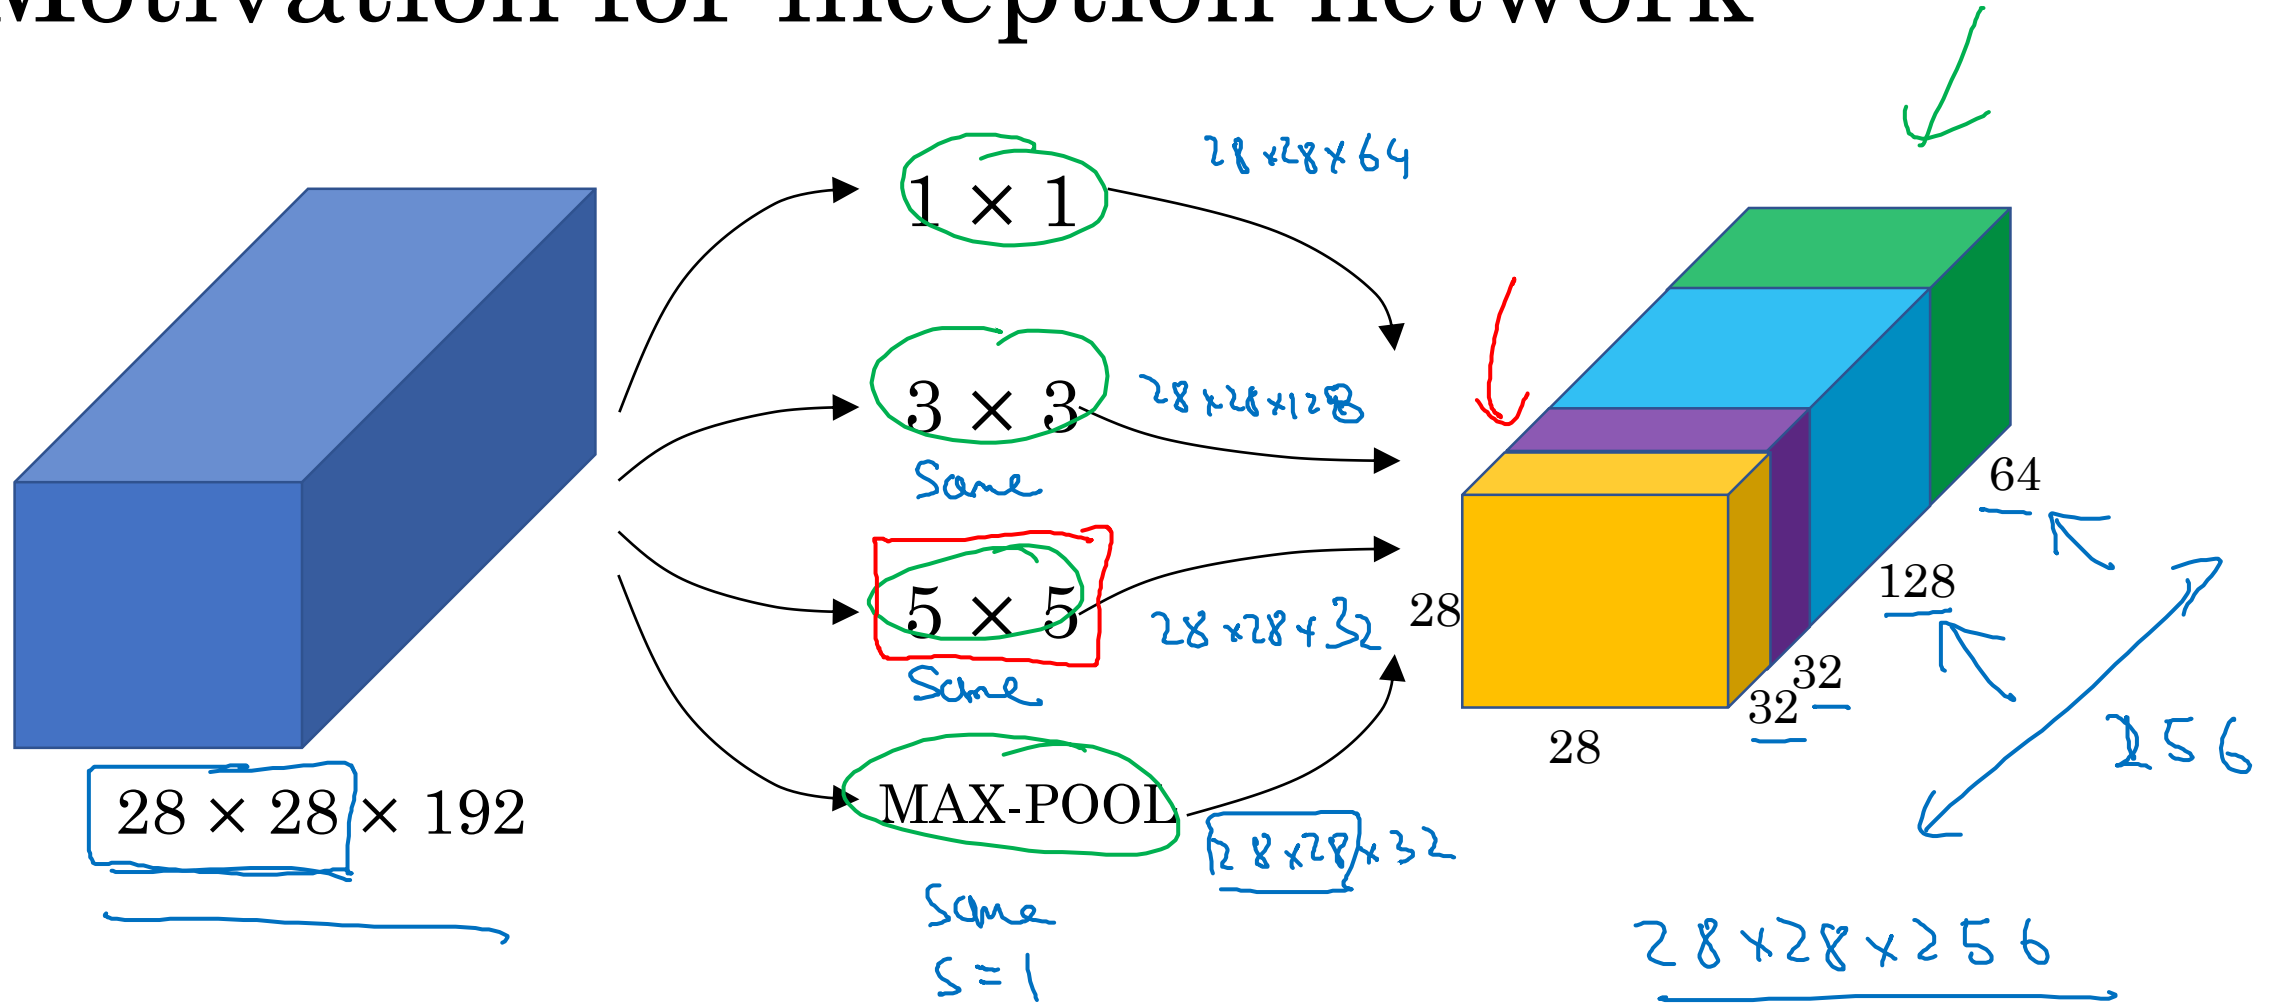 Motivation for inception network
1 × 1
28×28×64
3 × 3
28×28×128
Same
5 × 5
28×28×32
Same
MAX-POOL
28×28×32
Same
s = 1
28 × 28 × 192
28
28
32
32
128
64
256
28×28×256